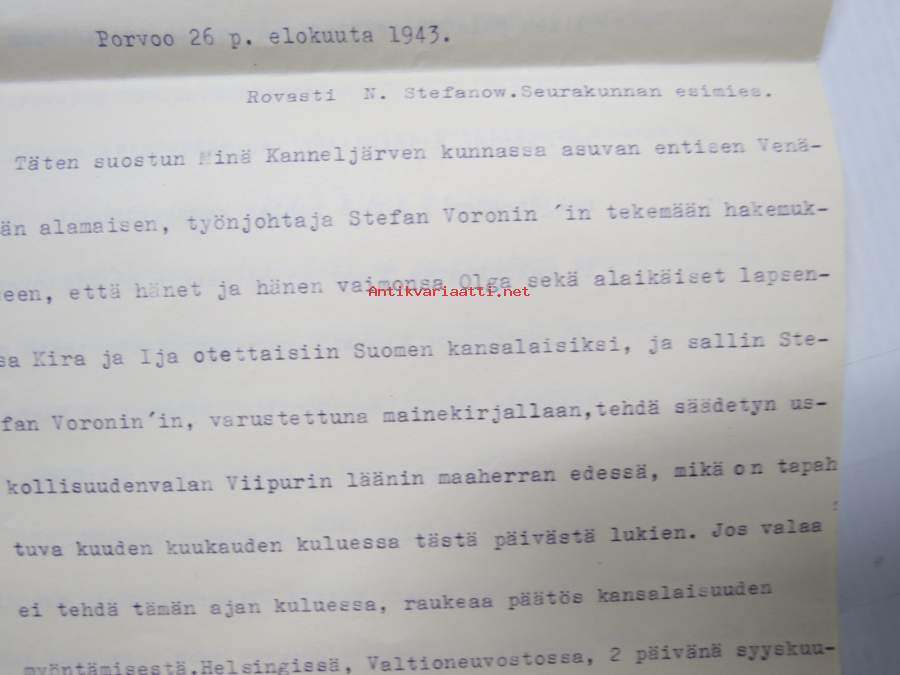 Porvoo 26 p. elokuuta 1943.
Rovasti N. Stefanow.Seurakunnan esimies.
Täten suostun Minä Kanneljärven kunnassa asuvan entisen Venä-
än alamaisen, työnjohtaja Stefan Voronin ´in tekemään hakemuk-
een, että hänet ja hänen vaimonsa Olga sekä alaikäiset lapsen-
Antikvariaatti.net
sa Kira ja Ija otettaisiin Suomen kansalaisiksi, ja sallin Ste-
fan Voronin´in, varustettuna mainekirjallaan,tehdä säädetyn us-
kollisuudenvalan Viipurin läänin maaherran edessä, mikä on tapah
tuva kuuden kuukauden kuluessa tästä päivästä lukien. Jos valaa
ei tehdä tämän ajan kuluessa, raukeaa päätös kansalaisuuden
myöntämisestä.Helsingissä, Valtioneuvostossa, 2 päivänä syyskuu-